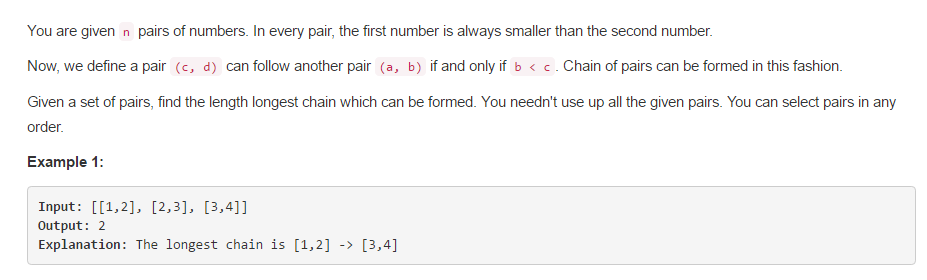 You are given n pairs of numbers. In every pair, the first number is always smaller than the second number.
Now, we define a pair (c, d) can follow another pair (a, b) if and only if b < c. Chain of pairs can be formed in this fashion.
Given a set of pairs, find the length longest chain which can be formed. You needn't use up all the given pairs. You can select pairs in any
order.
Example 1:
Input: [[1,2], [2,3], [3,4]]
Output: 2
Explanation: The longest chain is [1,2] -> [3,4]